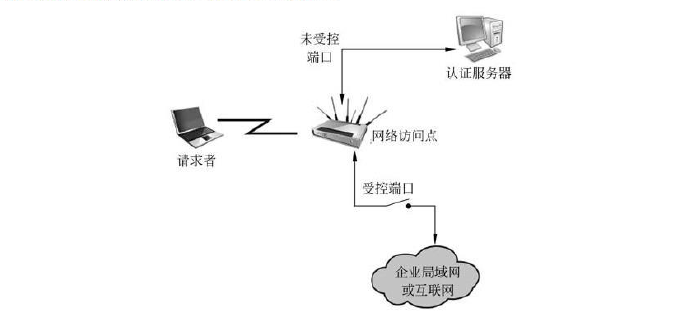 未受控
端口
认证服务器
网络访问点
请求者
受控端口
企业局域网
或互联网